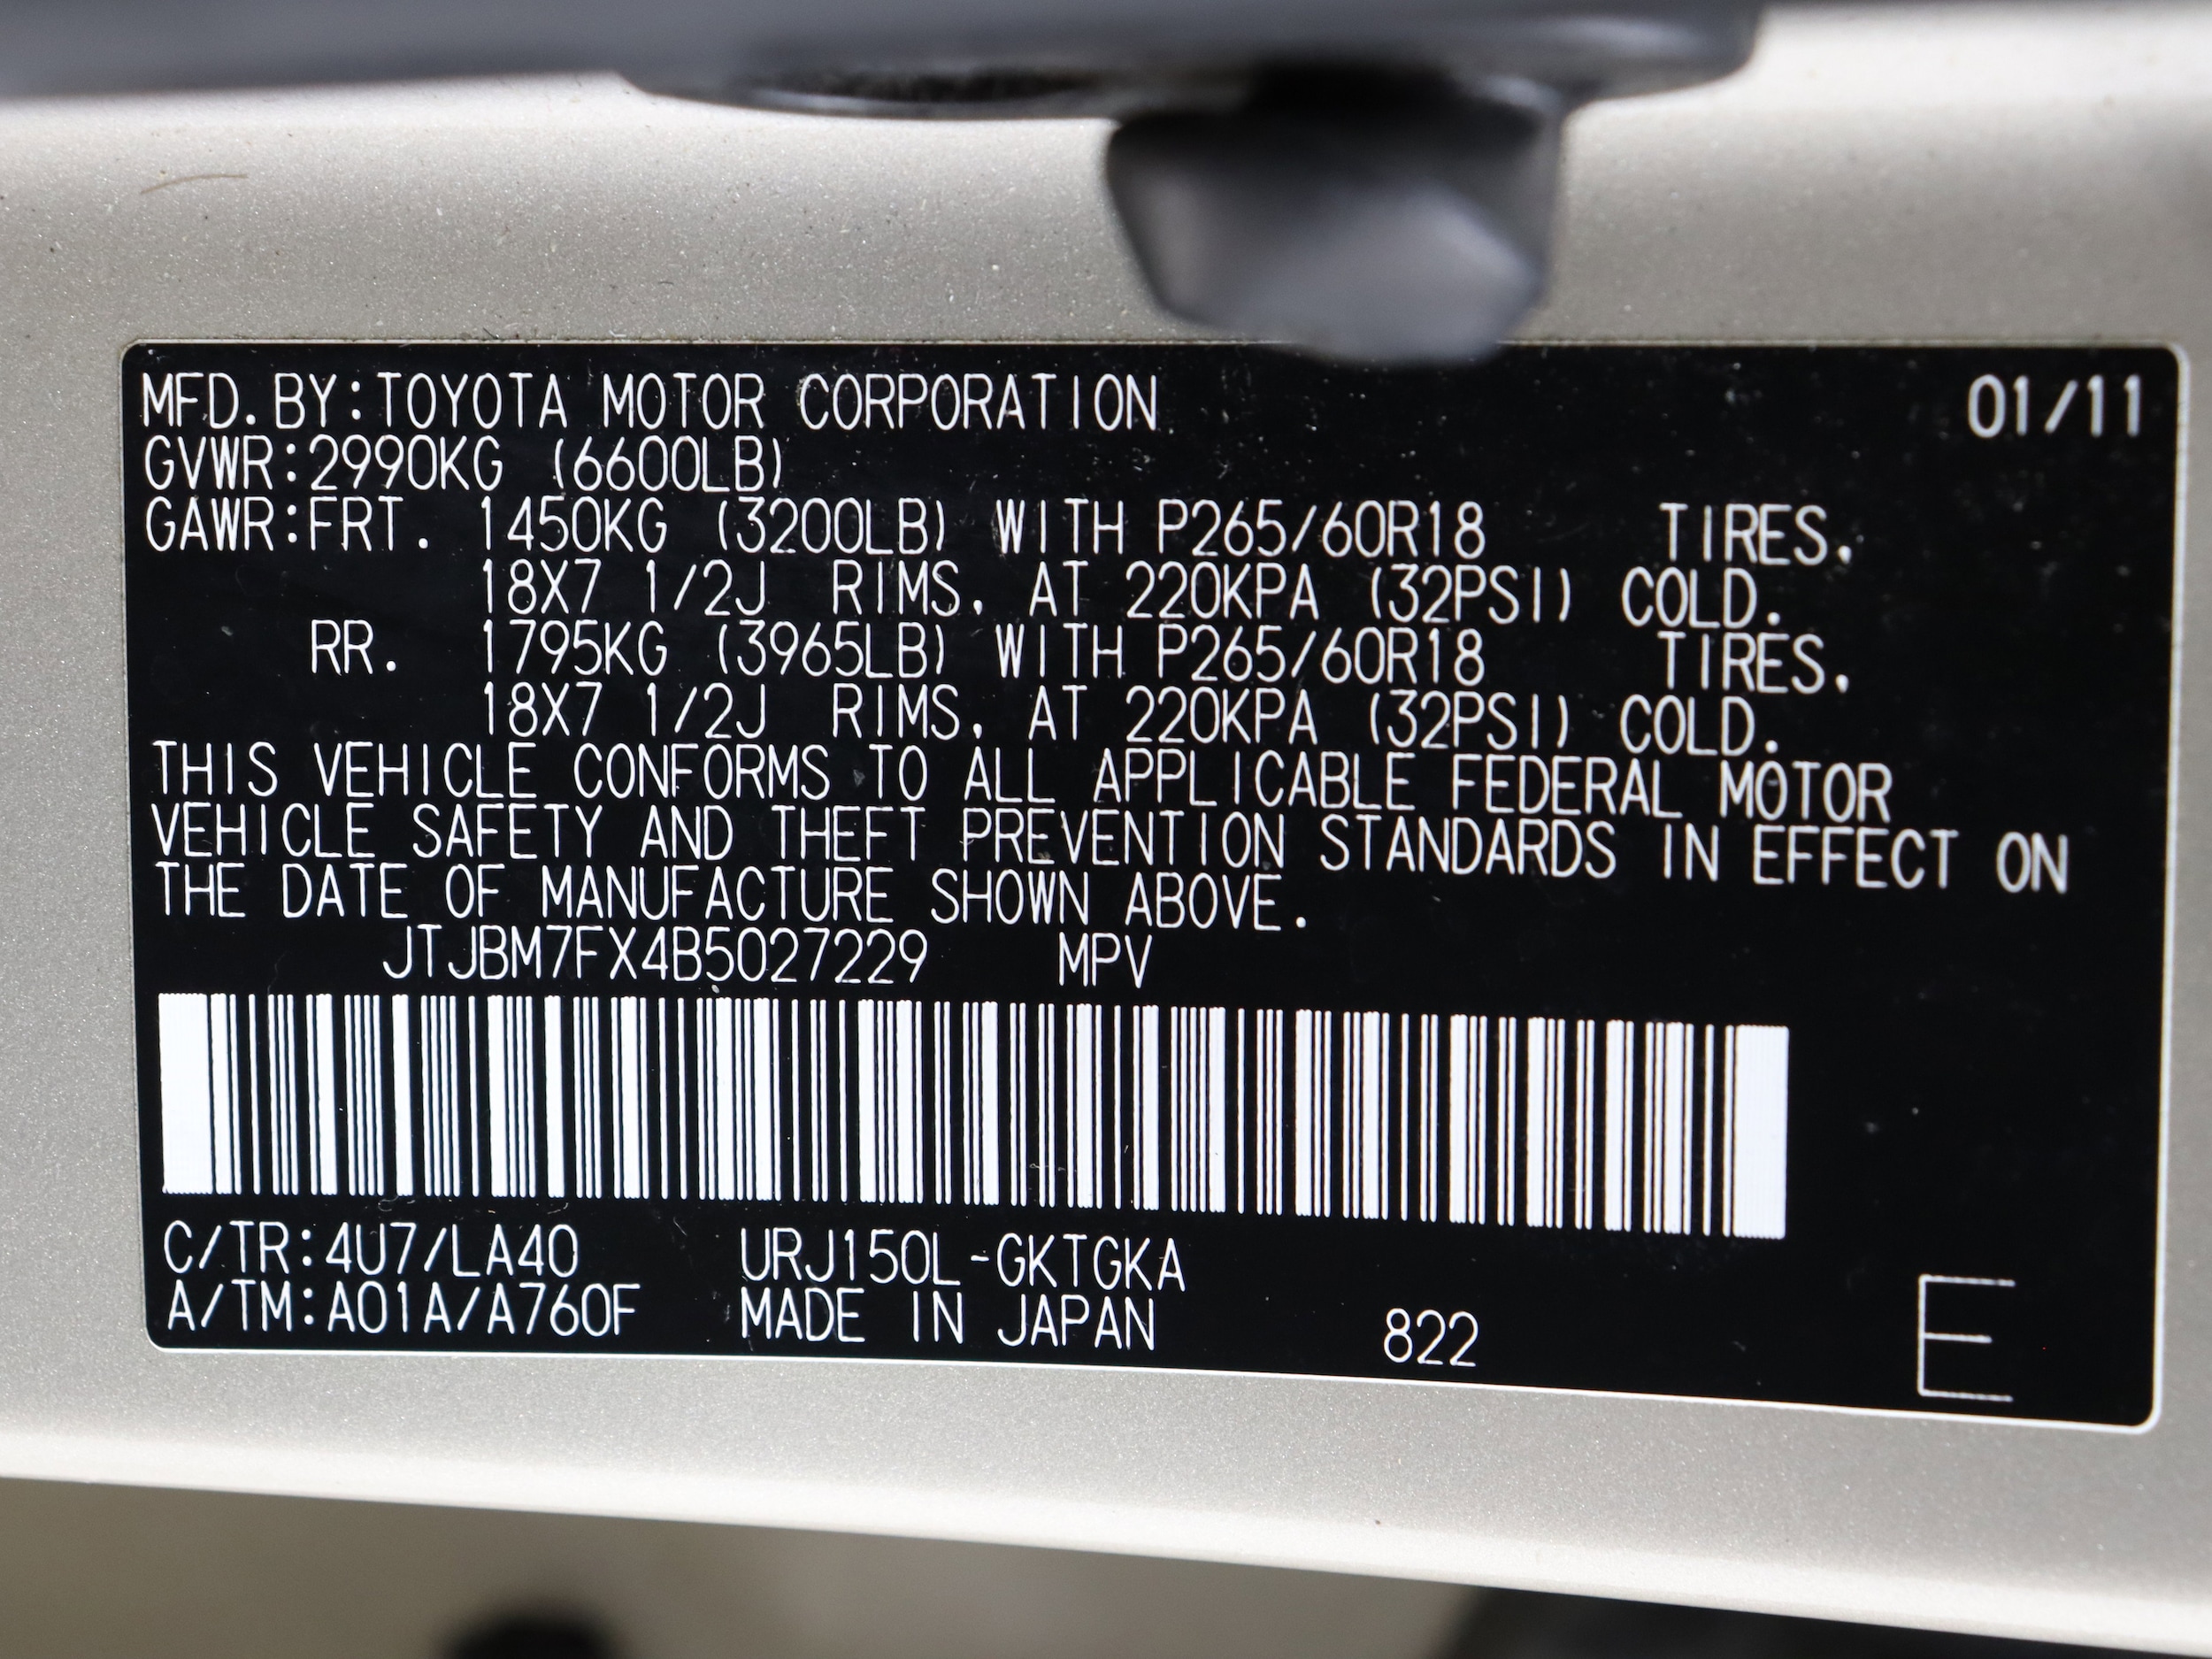 MFD. BY:TOYOTA MOTOR CORPORATION 01/11
GVWR:2990KG (6600LB)
GAWR:FRT. 1450KG (3200LB) WITH P265/60R18 TIRES.
18X7 1/2J RIMS. AT 220KPA (32PSI) COLD.
RR. 1795KG (3965LB) WITH P265/60R18 TIRES.
18X7 1/2J RIMS. AT 220KPA (32PSI) COLD.
THIS VEHICLE CONFORMS TO ALL APPLICABLE FEDERAL MOTOR
VEHICLE SAFETY AND THEFT PREVENTION STANDARDS IN EFFECT ON
THE DATE OF MANUFACTURE SHOWN ABOVE.
JTJBM7FX4B5027229 MPV
C/TR:4U7/LA40 URJ150L-GKTGKA
A/TM:A01A/A760F MADE IN JAPAN 822 E